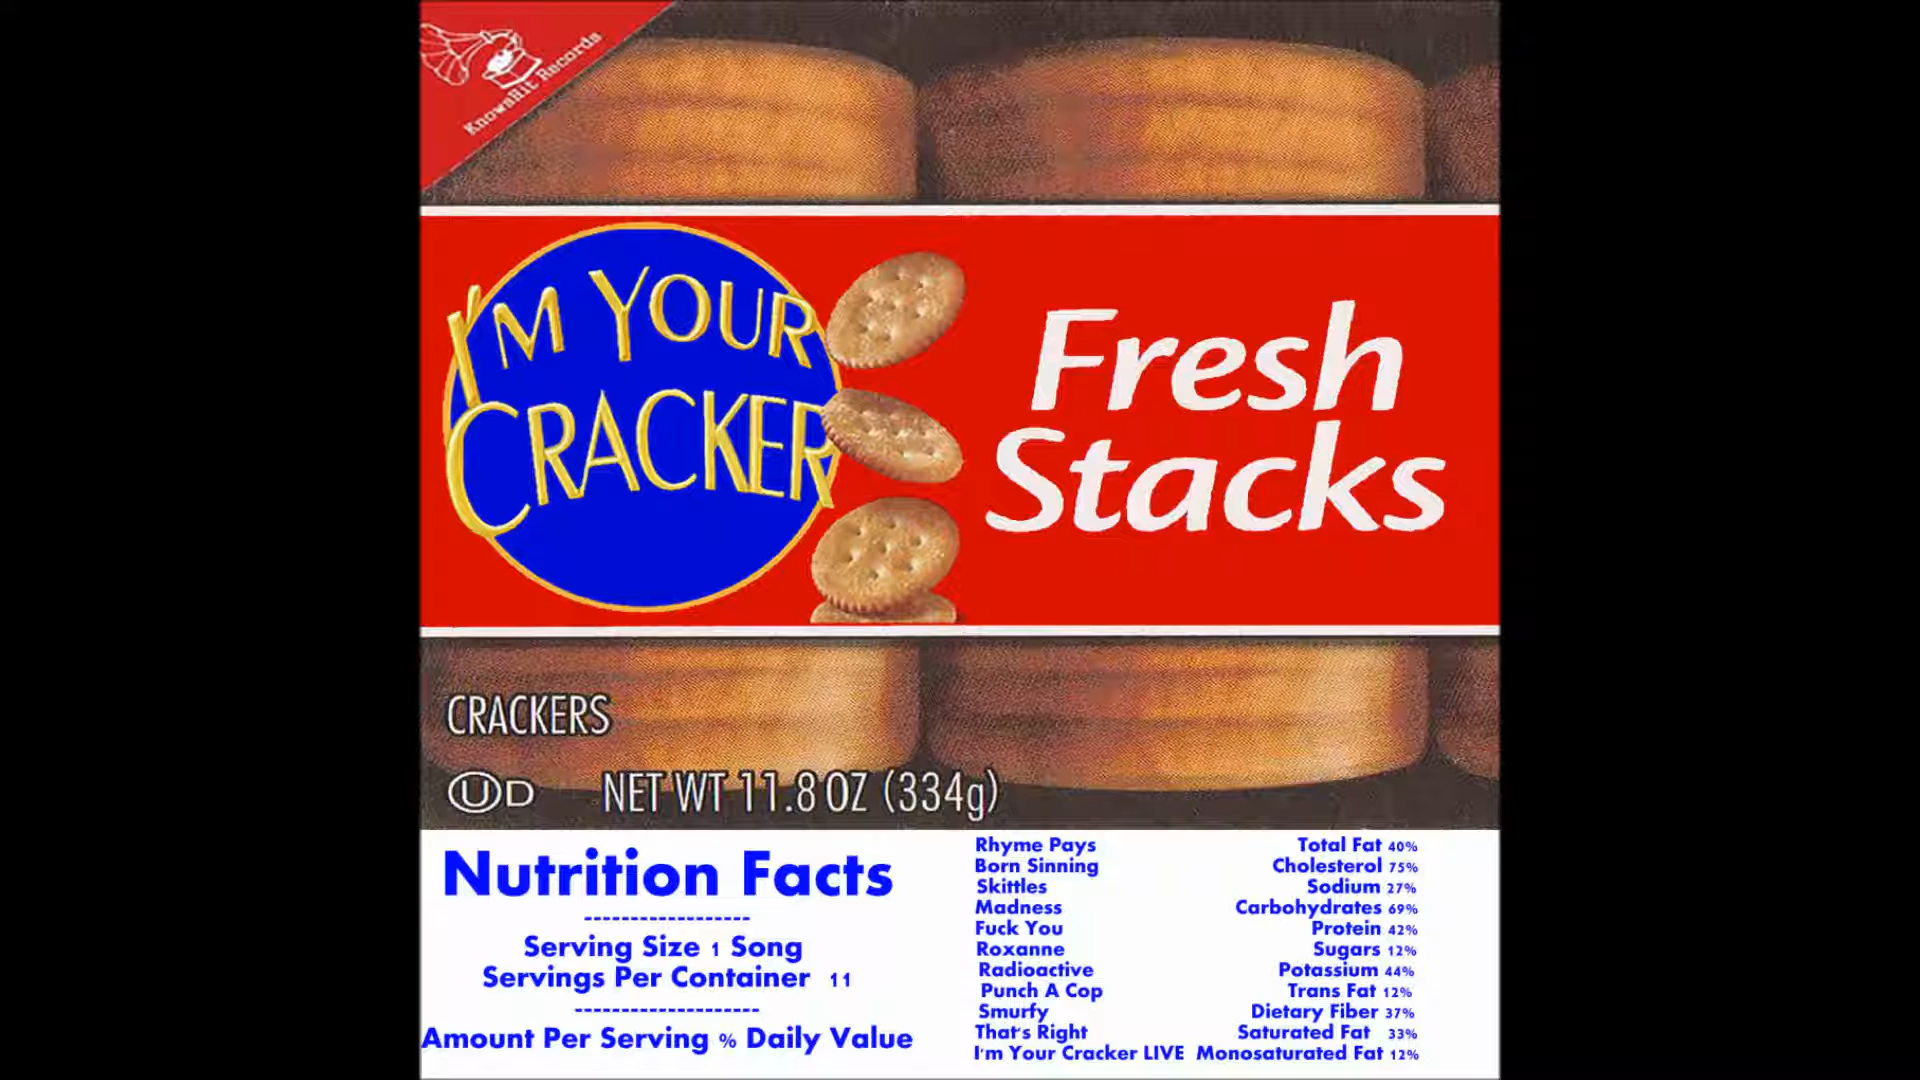 KnowaHit Records
I'M YOUR
CRACKER
Fresh
Stacks
CRACKERS
U D NET WT 11.8 OZ (334g)
Nutrition Facts
------------------
Serving Size 1 Song
Servings Per Container 11
--------------------
Amount Per Serving % Daily Value
Rhyme Pays Total Fat 40%
Born Sinning Cholesterol 75%
Skittles Sodium 27%
Madness Carbohydrates 69%
Fuck You Protein 42%
Roxanne Sugars 12%
Radioactive Potassium 44%
Punch A Cop Trans Fat 12%
Smurfy Dietary Fiber 37%
That's Right Saturated Fat 33%
I'm Your Cracker LIVE Monosaturated Fat 12%